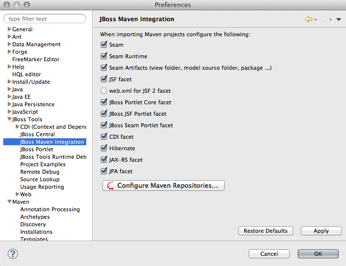 Preferences
type filter text
JBoss Maven Integration
General
Ant
Data Management
Forge
FreeMarker Editor
Help
HQL editor
Install/Update
Java
Java EE
Java Persistence
JavaScript
JBoss Tools
CDI (Context and Depend
JBoss Central
JBoss Maven Integration
JBoss Portlet
JBoss Tools Runtime Dete
Project Examples
Remote Debug
Source Lookup
Usage Reporting
Web
Maven
Annotation Processing
Archetypes
Discovery
Installations
Templates
When importing Maven projects configure the following:
Seam
Seam Runtime
Seam Artifacts (view folder, model source folder, package ...)
JSF facet
web.xml for JSF 2 facet
JBoss Portlet Core facet
JBoss JSF Portlet facet
JBoss Seam Portlet facet
CDI facet
Hibernate
JAX-RS facet
JPA facet
Configure Maven Repositories...
Restore Defaults
Apply
Cancel
OK